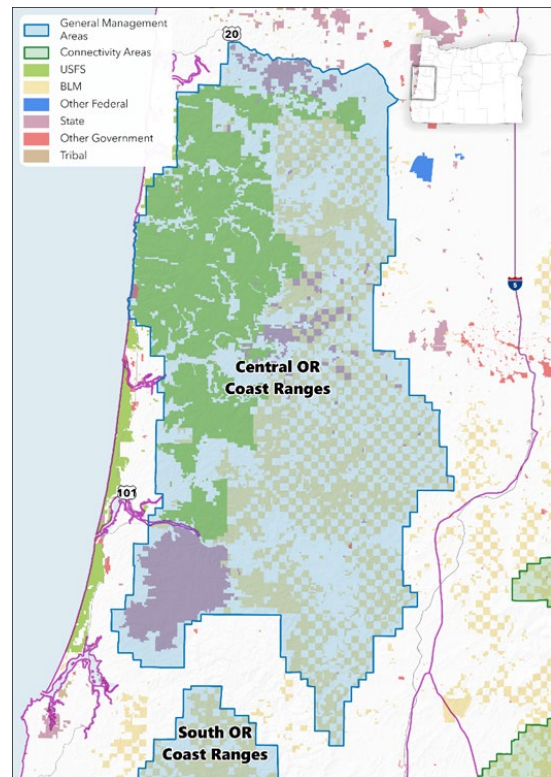 General Management
Areas
Connectivity Areas
USFS
BLM
Other Federal
State
Other Government
Tribal
20
5
Central OR
Coast Ranges
101
South OR
Coast Ranges